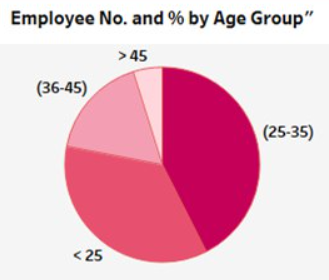 Employee No. and % by Age Group”
> 45
(36-45)
(25-35)
< 25